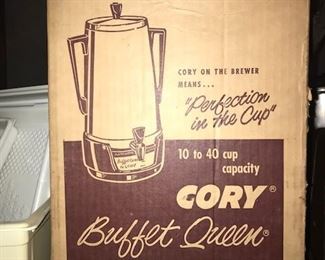 CORY ON THE BREWER
MEANS...
"Perfection
in the Cup"
10 to 40 cup
capacity
CORY®
Buffet Queen®